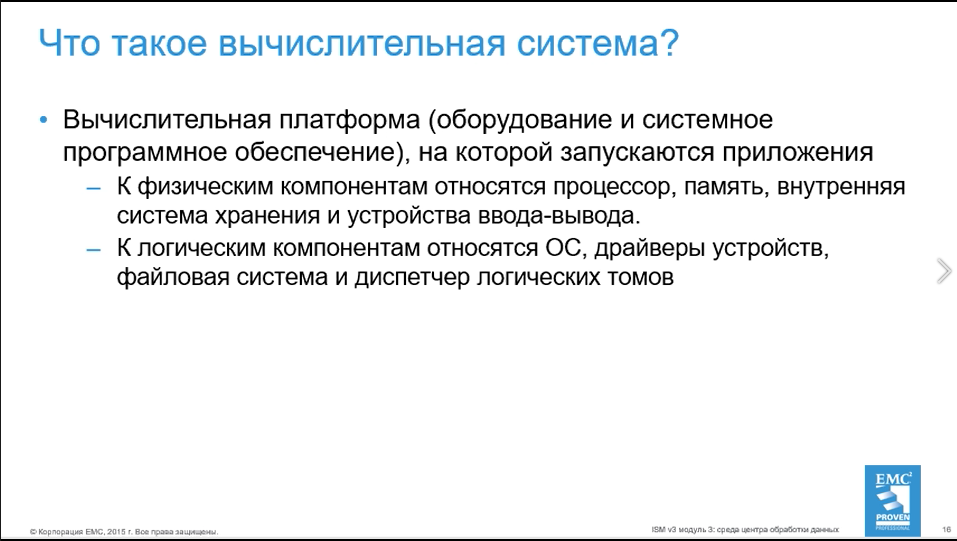 Что такое вычислительная система?
• Вычислительная платформа (оборудование и системное
программное обеспечение), на которой запускаются приложения
– К физическим компонентам относятся процессор, память, внутренняя
система хранения и устройства ввода-вывода.
– К логическим компонентам относятся ОС, драйверы устройств,
файловая система и диспетчер логических томов
EMC²
PROVEN
PROFESSIONAL
© Корпорация EMC, 2015 г. Все права защищены.
ISM v3 модуль 3: среда центра обработки данных
16